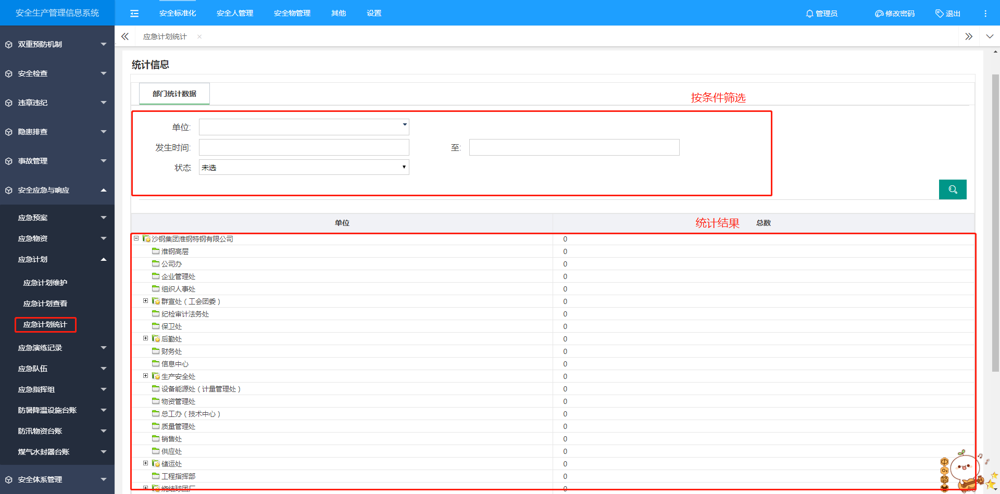 安全生产管理信息系统
安全标准化
安全人管理
安全物管理
其他
设置
管理员
修改密码
退出
应急计划统计
双重预防机制
安全检查
违章违纪
隐患排查
事故管理
安全应急与响应
应急预案
应急物资
应急计划
应急计划维护
应急计划查看
应急计划统计
应急演练记录
应急队伍
应急指挥组
防暑降温设施台账
防汛物资台账
煤气水封器台账
安全体系管理
统计信息
部门统计数据
按条件筛选
单位:
发生时间:
至:
状态
未选
单位
统计结果
总数
沙钢集团淮钢特钢有限公司 0
淮钢高层 0
公司办 0
企业管理处 0
组织人事处 0
群宣处（工会团委） 0
纪检审计法务处 0
保卫处 0
后勤处 0
财务处 0
信息中心 0
生产安全处 0
设备能源处（计量管理处） 0
物资管理处 0
总工办（技术中心） 0
质量管理处 0
销售处 0
供应处 0
储运处 0
工程指挥部 0
烧结球团厂 0
中
简